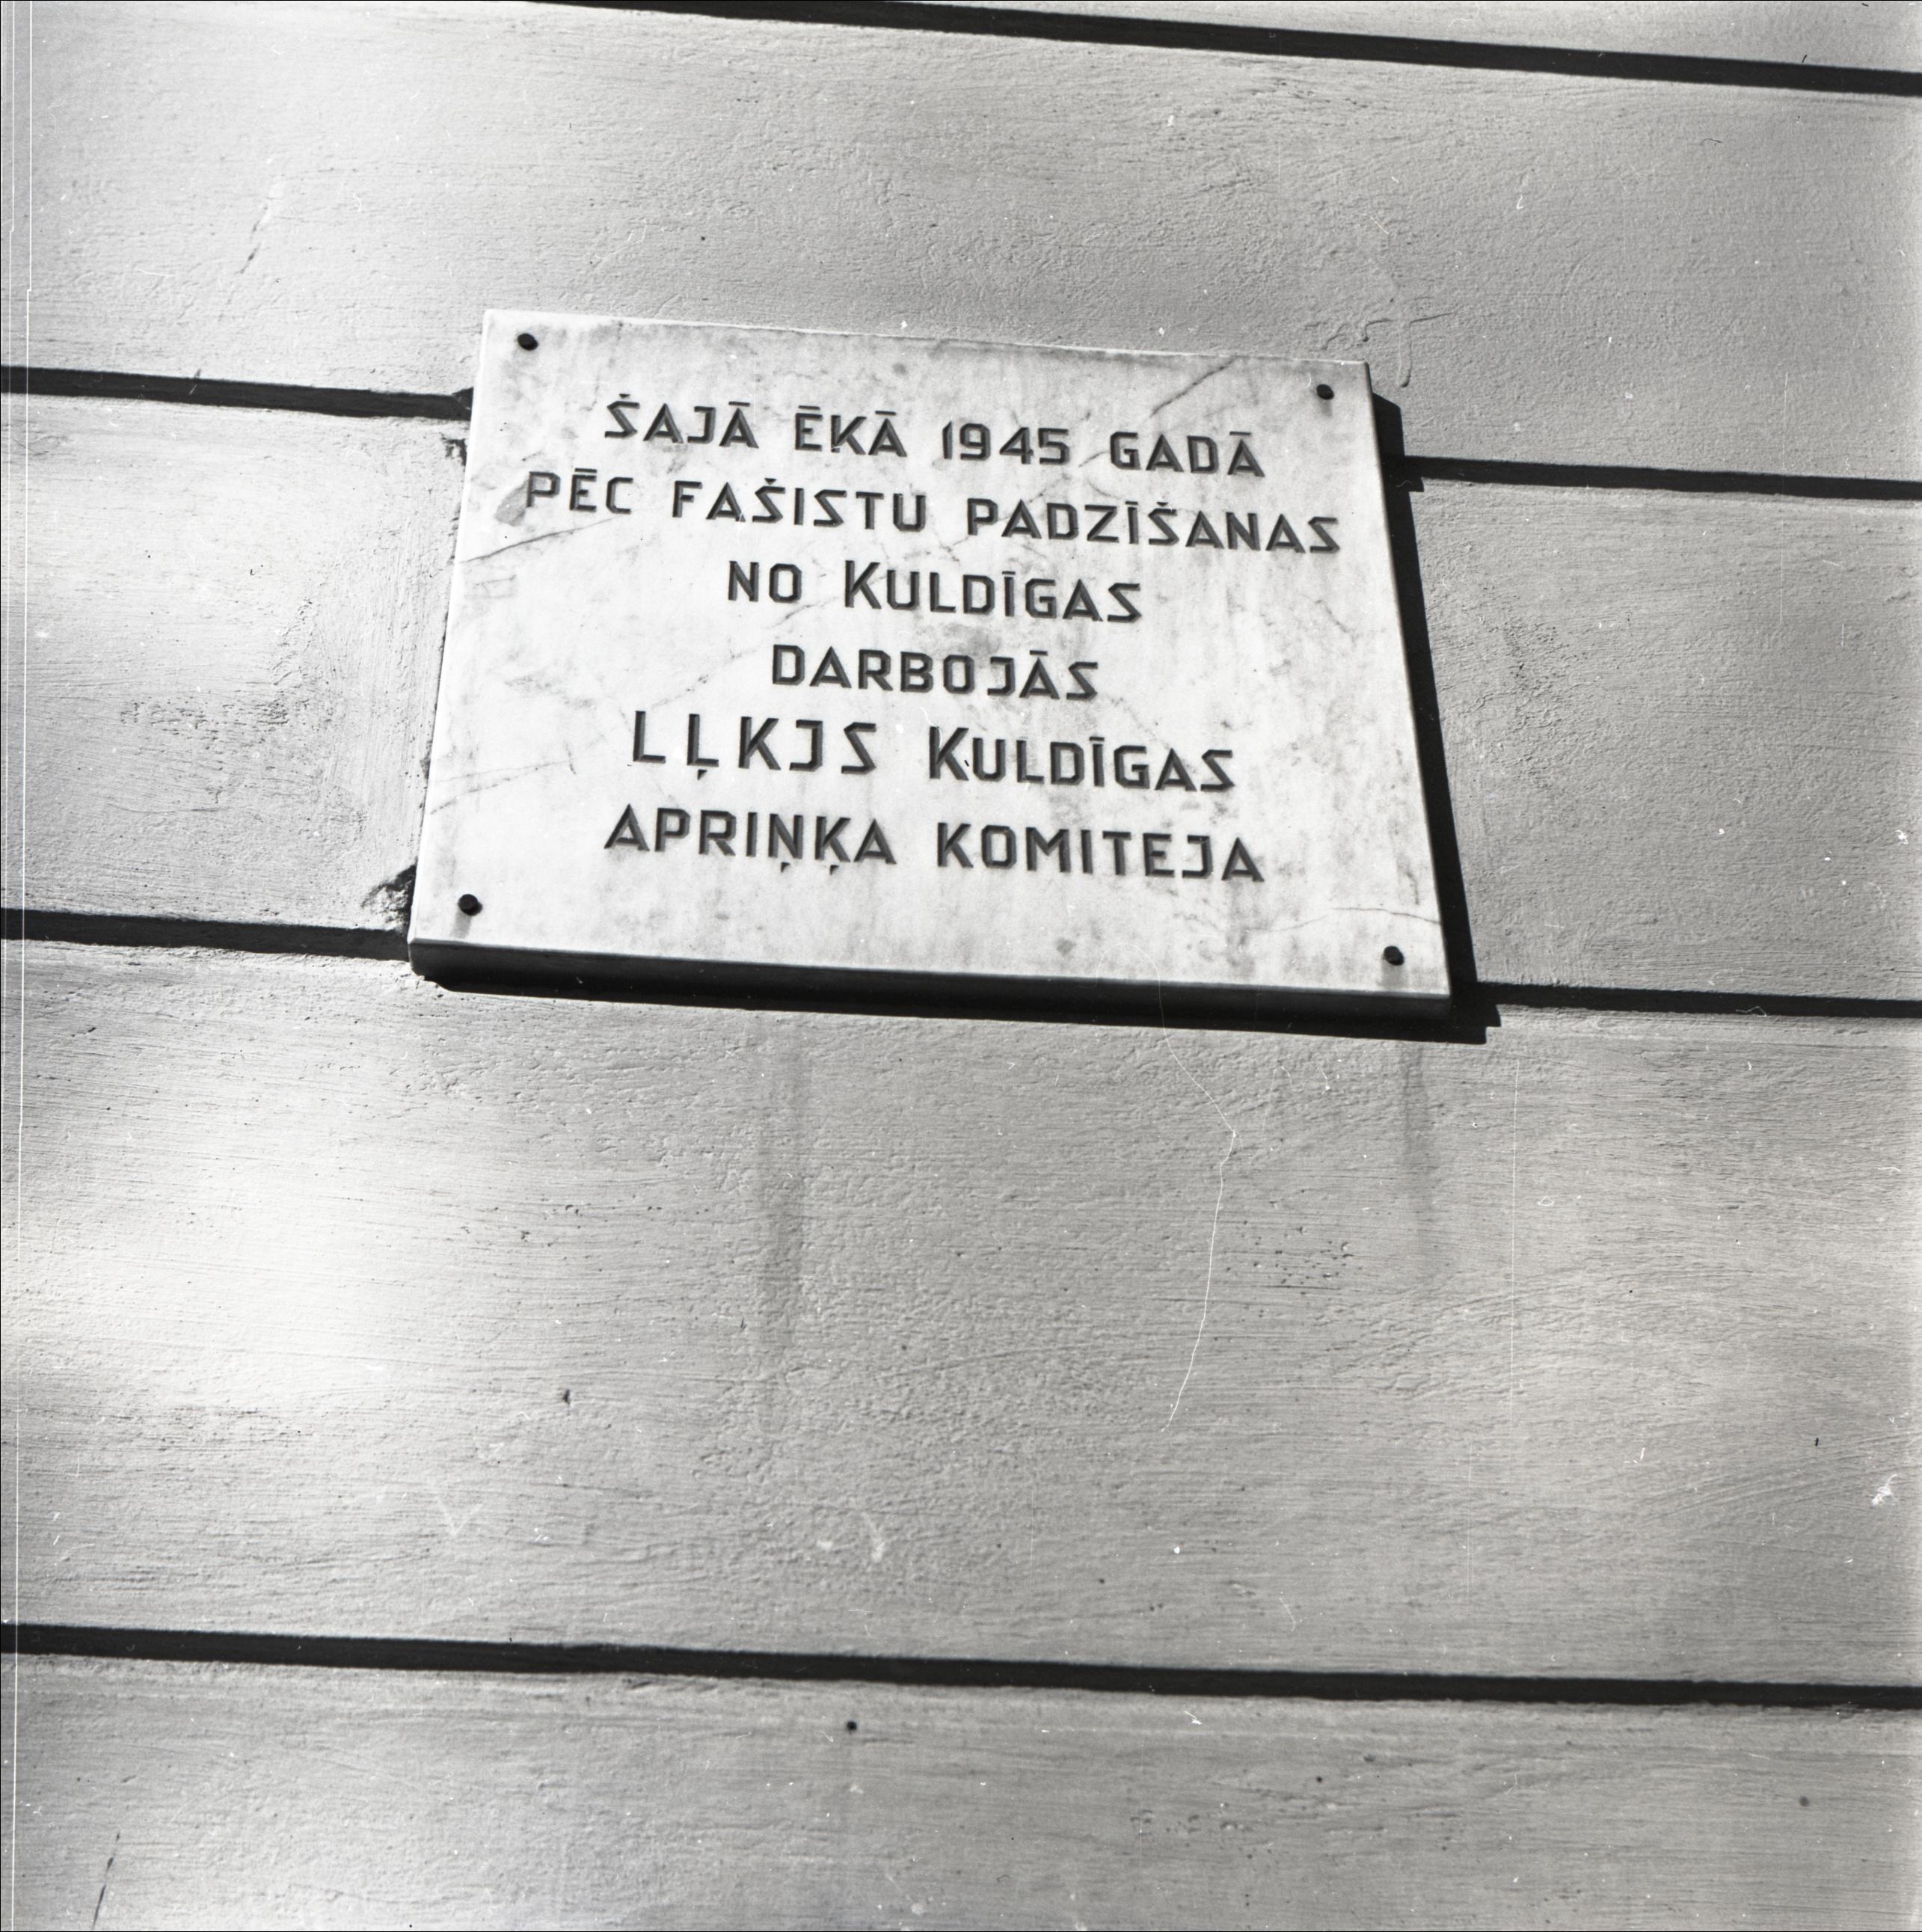 ŠAJĀ ĒKĀ 1945 GADĀ
PĒC FAŠISTU PADZĪŠANAS
NO KULDĪGAS
DARBOJĀS
LĻKJS KULDĪGAS
APRIŅĶA KOMITEJA